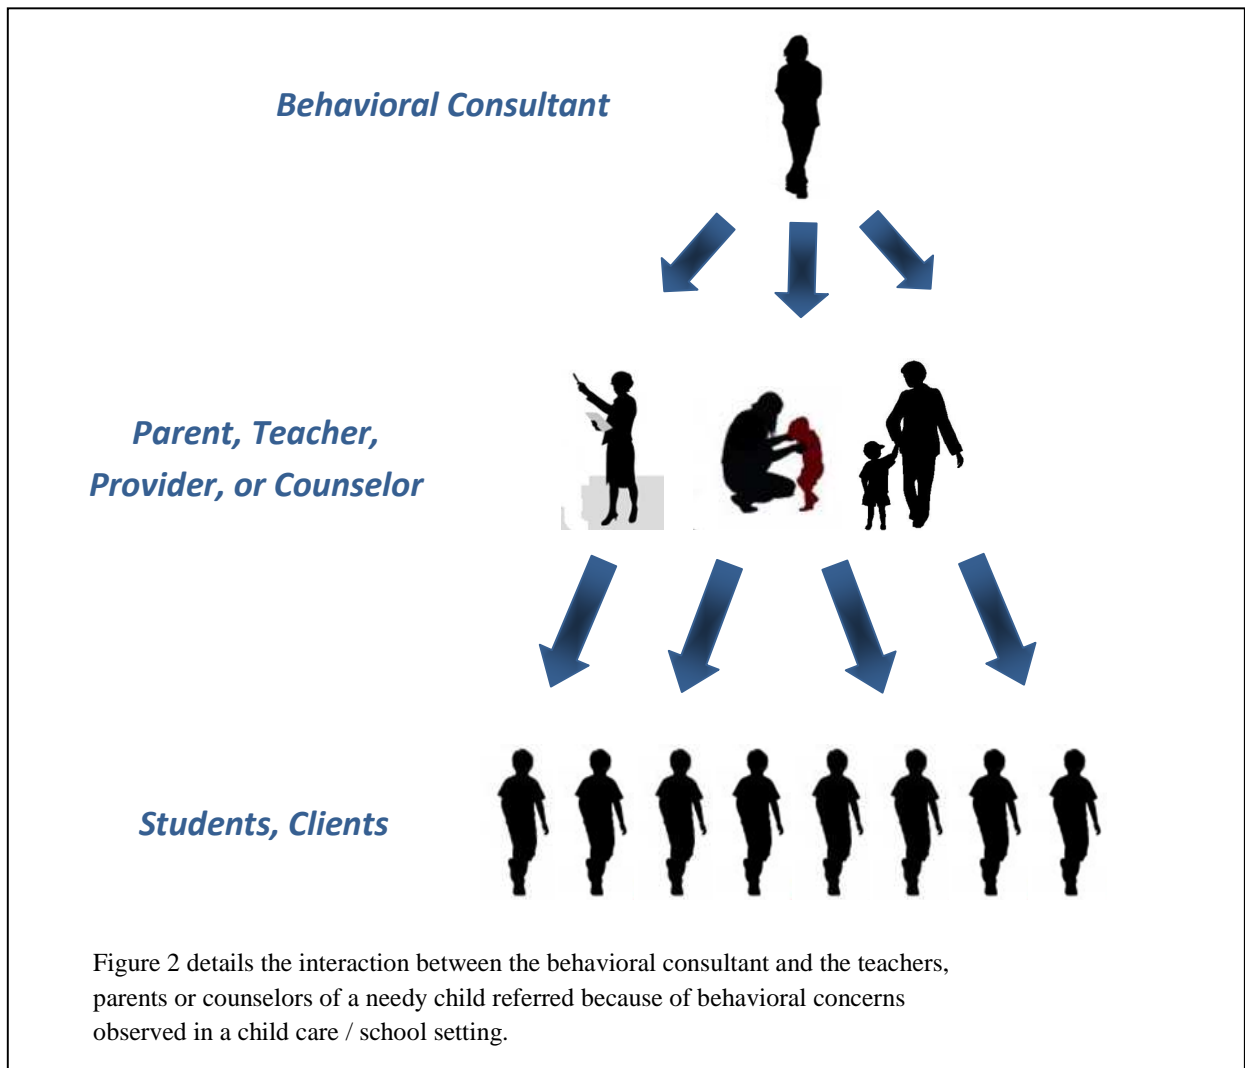 Behavioral Consultant
Parent, Teacher,
Provider, or Counselor
Students, Clients
Figure 2 details the interaction between the behavioral consultant and the teachers,
parents or counselors of a needy child referred because of behavioral concerns
observed in a child care / school setting.